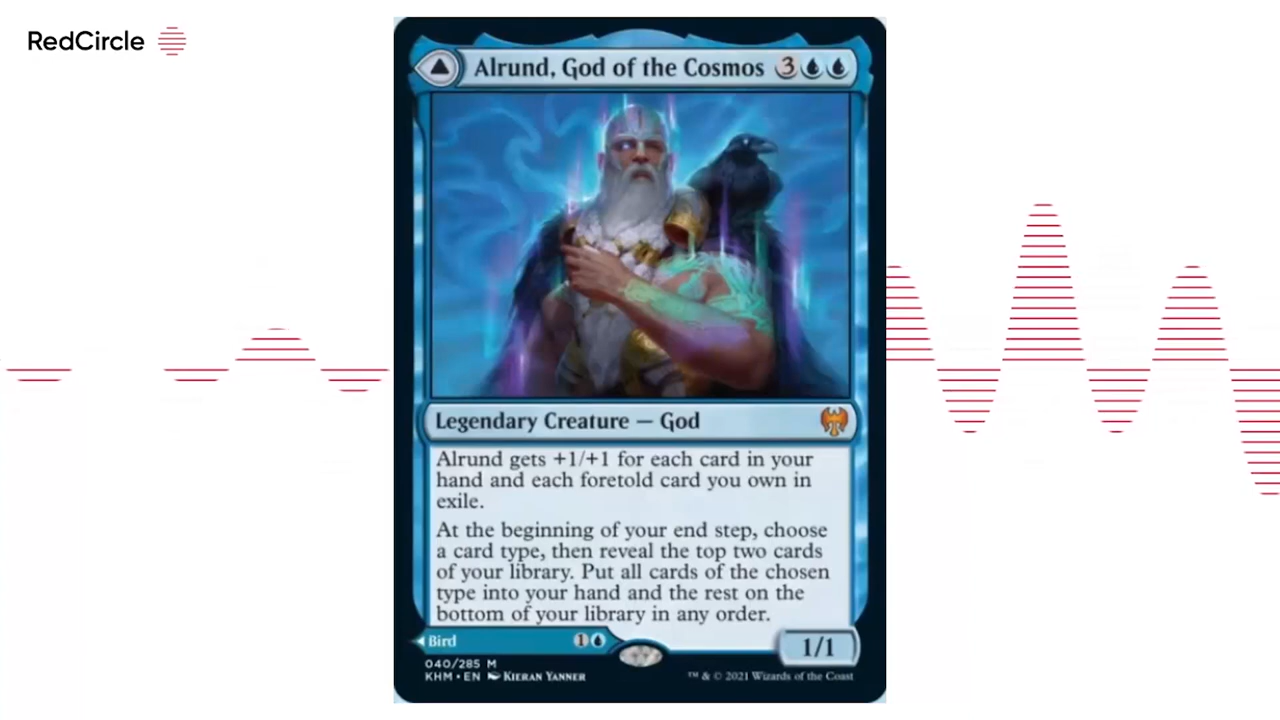 RedCircle
Alrund, God of the Cosmos 3
Legendary Creature — God
Alrund gets +1/+1 for each card in your
hand and each foretold card you own in
exile.
At the beginning of your end step, choose
a card type, then reveal the top two cards
of your library. Put all cards of the chosen
type into your hand and the rest on the
bottom of your library in any order.
Bird 1
1/1
040/285 M
KHM • EN KIERAN YANNER
™ & © 2021 Wizards of the Coast